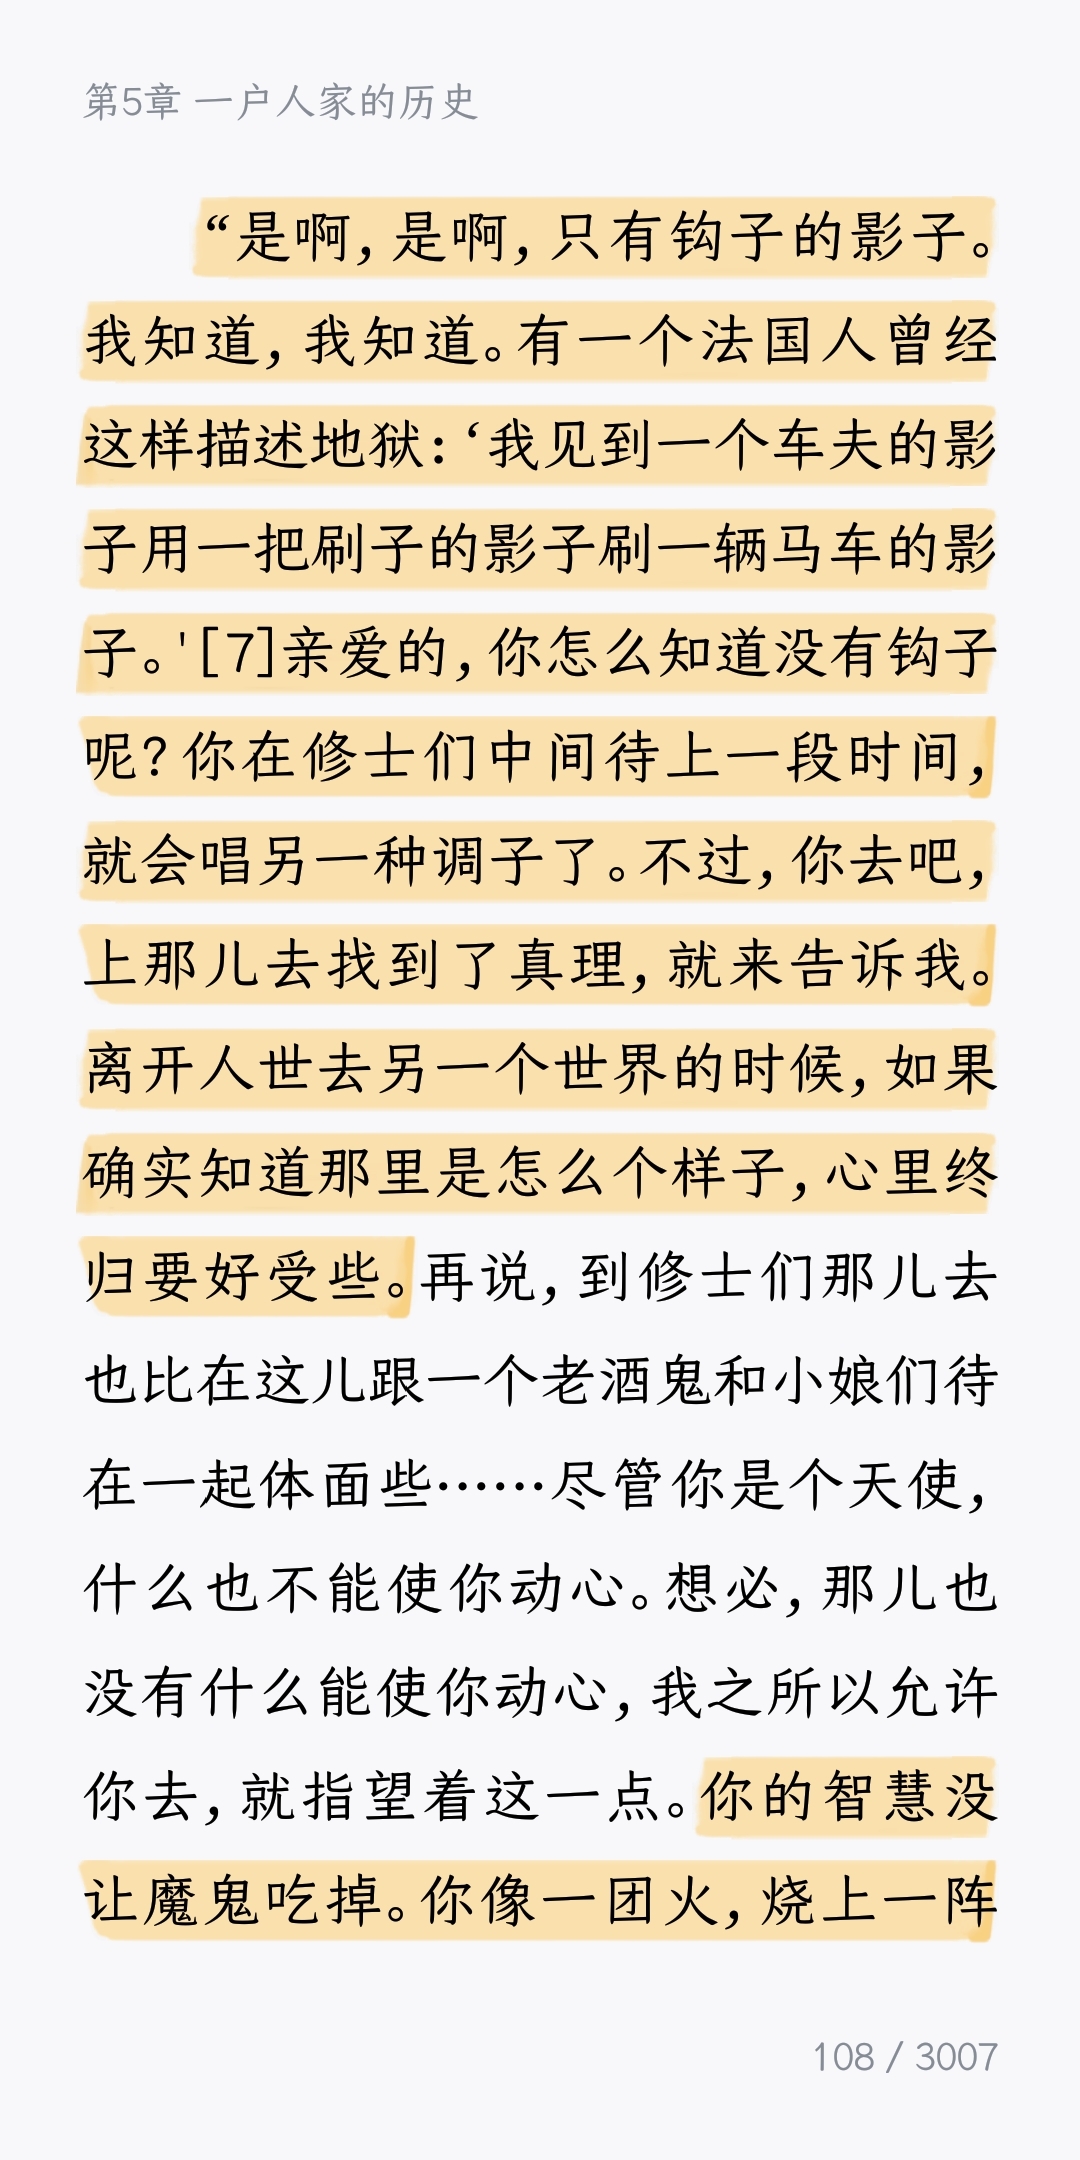 第5章 一户人家的历史
“是啊，是啊，只有钩子的影子。
我知道，我知道。有一个法国人曾经
这样描述地狱：‘我见到一个车夫的影
子用一把刷子的影子刷一辆马车的影
子。'[7]亲爱的，你怎么知道没有钩子
呢？你在修士们中间待上一段时间，
就会唱另一种调子了。不过，你去吧，
上那儿去找到了真理，就来告诉我。
离开人世去另一个世界的时候，如果
确实知道那里是怎么个样子，心里终
归要好受些。再说，到修士们那儿去
也比在这儿跟一个老酒鬼和小娘们待
在一起体面些……尽管你是个天使，
什么也不能使你动心。想必，那儿也
没有什么能使你动心，我之所以允许
你去，就指望着这一点。你的智慧没
让魔鬼吃掉。你像一团火，烧上一阵
108 / 3007